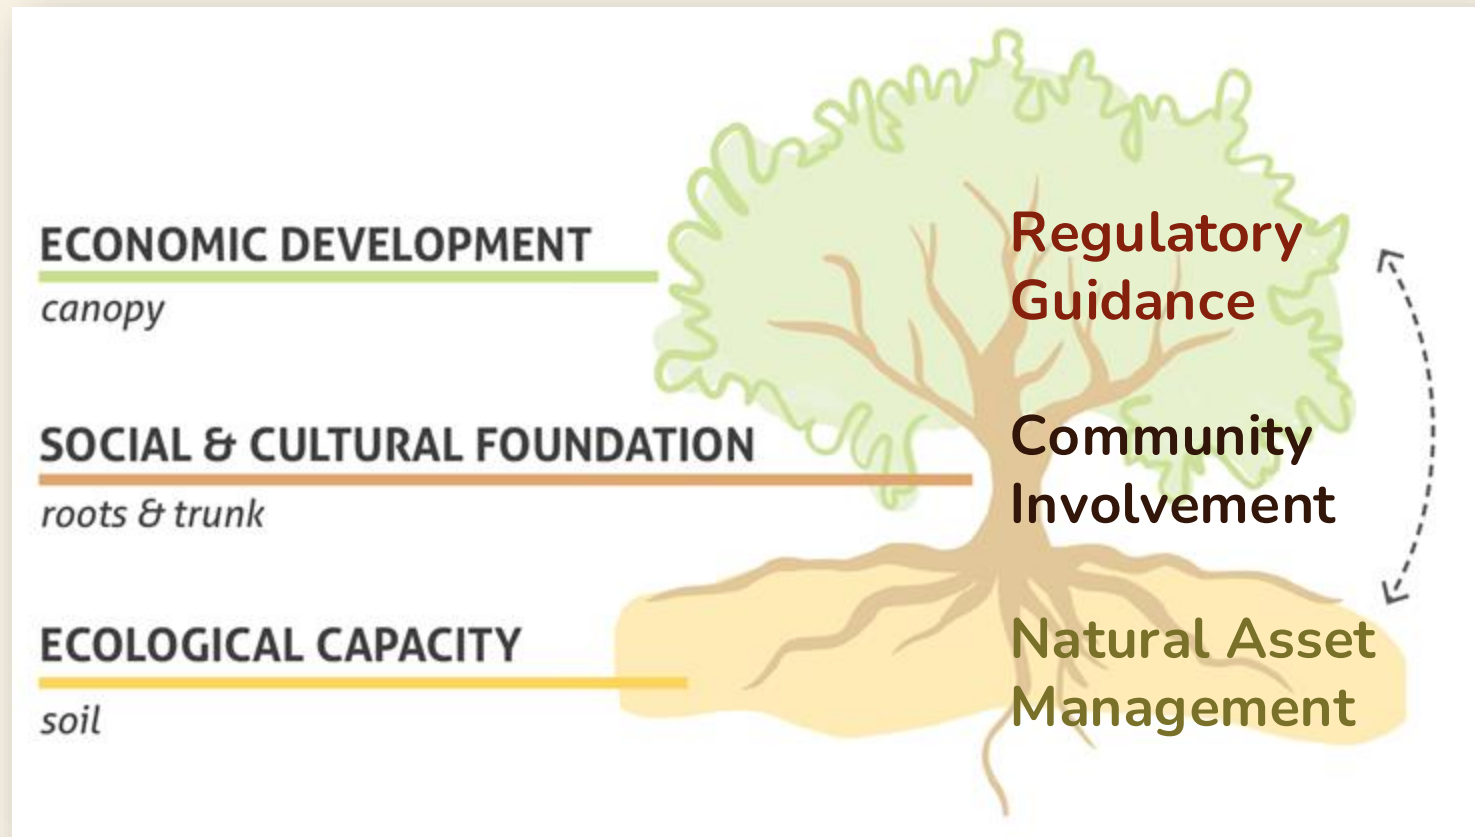 ECONOMIC DEVELOPMENT
canopy
Regulatory
Guidance
SOCIAL & CULTURAL FOUNDATION
roots & trunk
Community
Involvement
ECOLOGICAL CAPACITY
soil
Natural Asset
Management